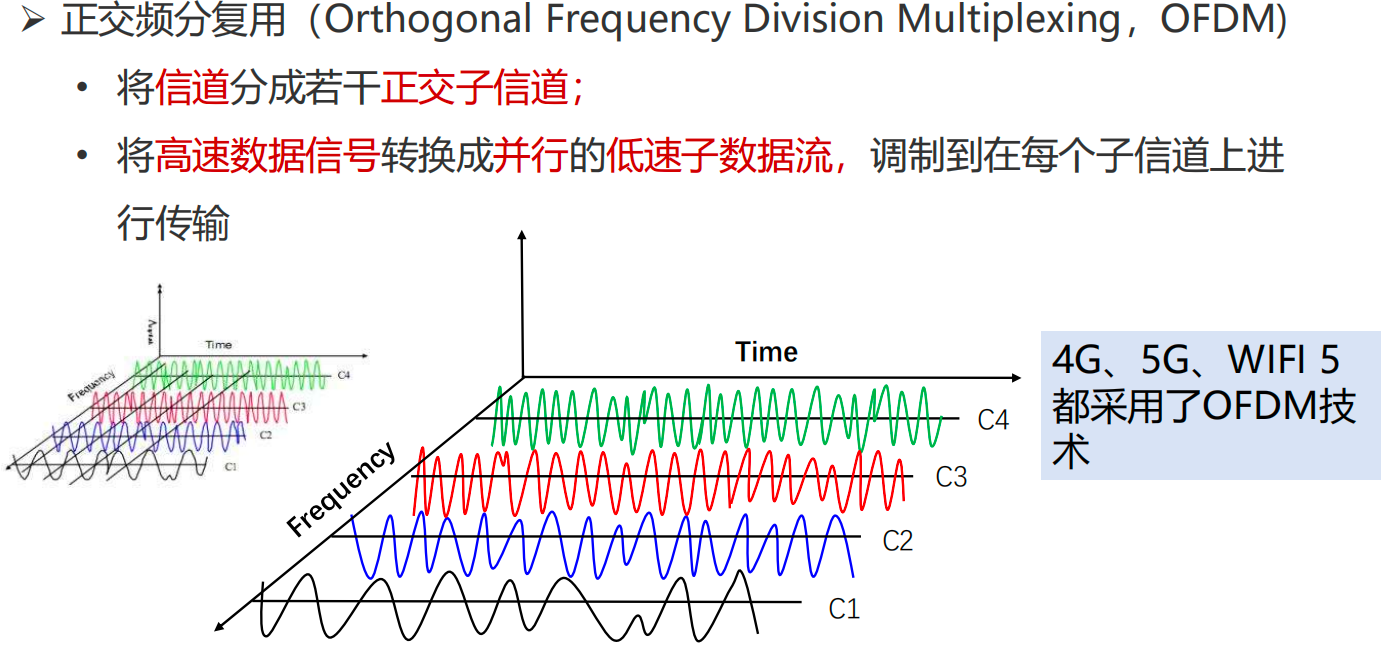 正交频分复用（Orthogonal Frequency Division Multiplexing，OFDM)
将信道分成若干正交子信道；
将高速数据信号转换成并行的低速子数据流，调制到在每个子信道上进
行传输
Time
Frequency
C4
C3
C2
C1
Time
Frequency
C4
C3
C2
C1
4G、5G、WIFI 5
都采用了OFDM技
术